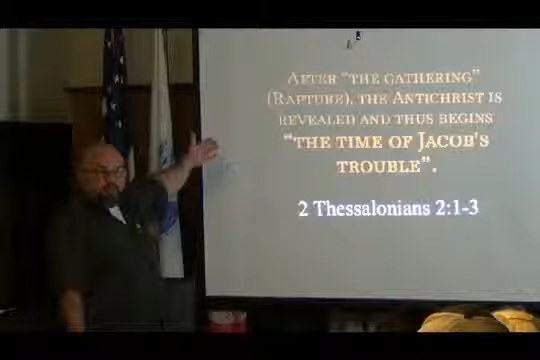 AFTER "THE GATHERING"
(RAPTURE), THE ANTICHRIST IS
REVEALED AND THUS BEGINS
"THE TIME OF JACOB'S
TROUBLE".
2 Thessalonians 2:1-3